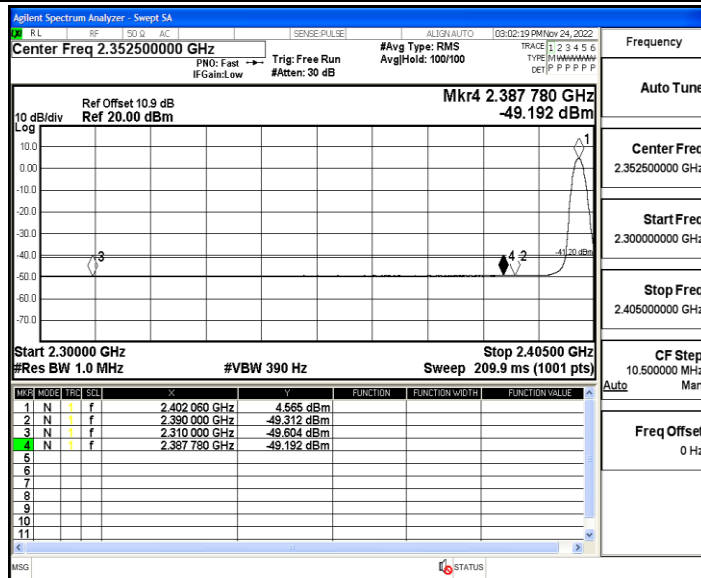 Agilent Spectrum Analyzer - Swept SA
RL RF 50 Ω AC SENSE:PULSE ALIGN AUTO 03:02:19 PM Nov 24, 2022
Center Freq 2.352500000 GHz
PNO: Fast
IFGain:Low
Trig: Free Run
#Atten: 30 dB
#Avg Type: RMS
Avg|Hold: 100/100
TRACE 1 2 3 4 5 6
TYPE M
DET P P P P P P
Ref Offset 10.9 dB
10 dB/div Ref 20.00 dBm
Log
Mkr4 2.387 780 GHz
-49.192 dBm
10.0
0.00
-10.0
-20.0
-30.0
-40.0
-50.0
-60.0
-70.0
1
3
4 2
-41.20 dBm
Start 2.30000 GHz Stop 2.40500 GHz
#Res BW 1.0 MHz #VBW 390 Hz Sweep 209.9 ms (1001 pts)
MKR MODE TRC SCL X Y FUNCTION FUNCTION WIDTH FUNCTION VALUE
1 N 1 f 2.402 060 GHz 4.565 dBm
2 N 1 f 2.390 000 GHz -49.312 dBm
3 N 1 f 2.310 000 GHz -49.604 dBm
4 N 1 f 2.387 780 GHz -49.192 dBm
5
6
7
8
9
10
11
MSG STATUS
Frequency
Auto Tune
Center Freq
2.352500000 GHz
Start Freq
2.300000000 GHz
Stop Freq
2.405000000 GHz
CF Step
10.500000 MHz
Auto Man
Freq Offset
0 Hz